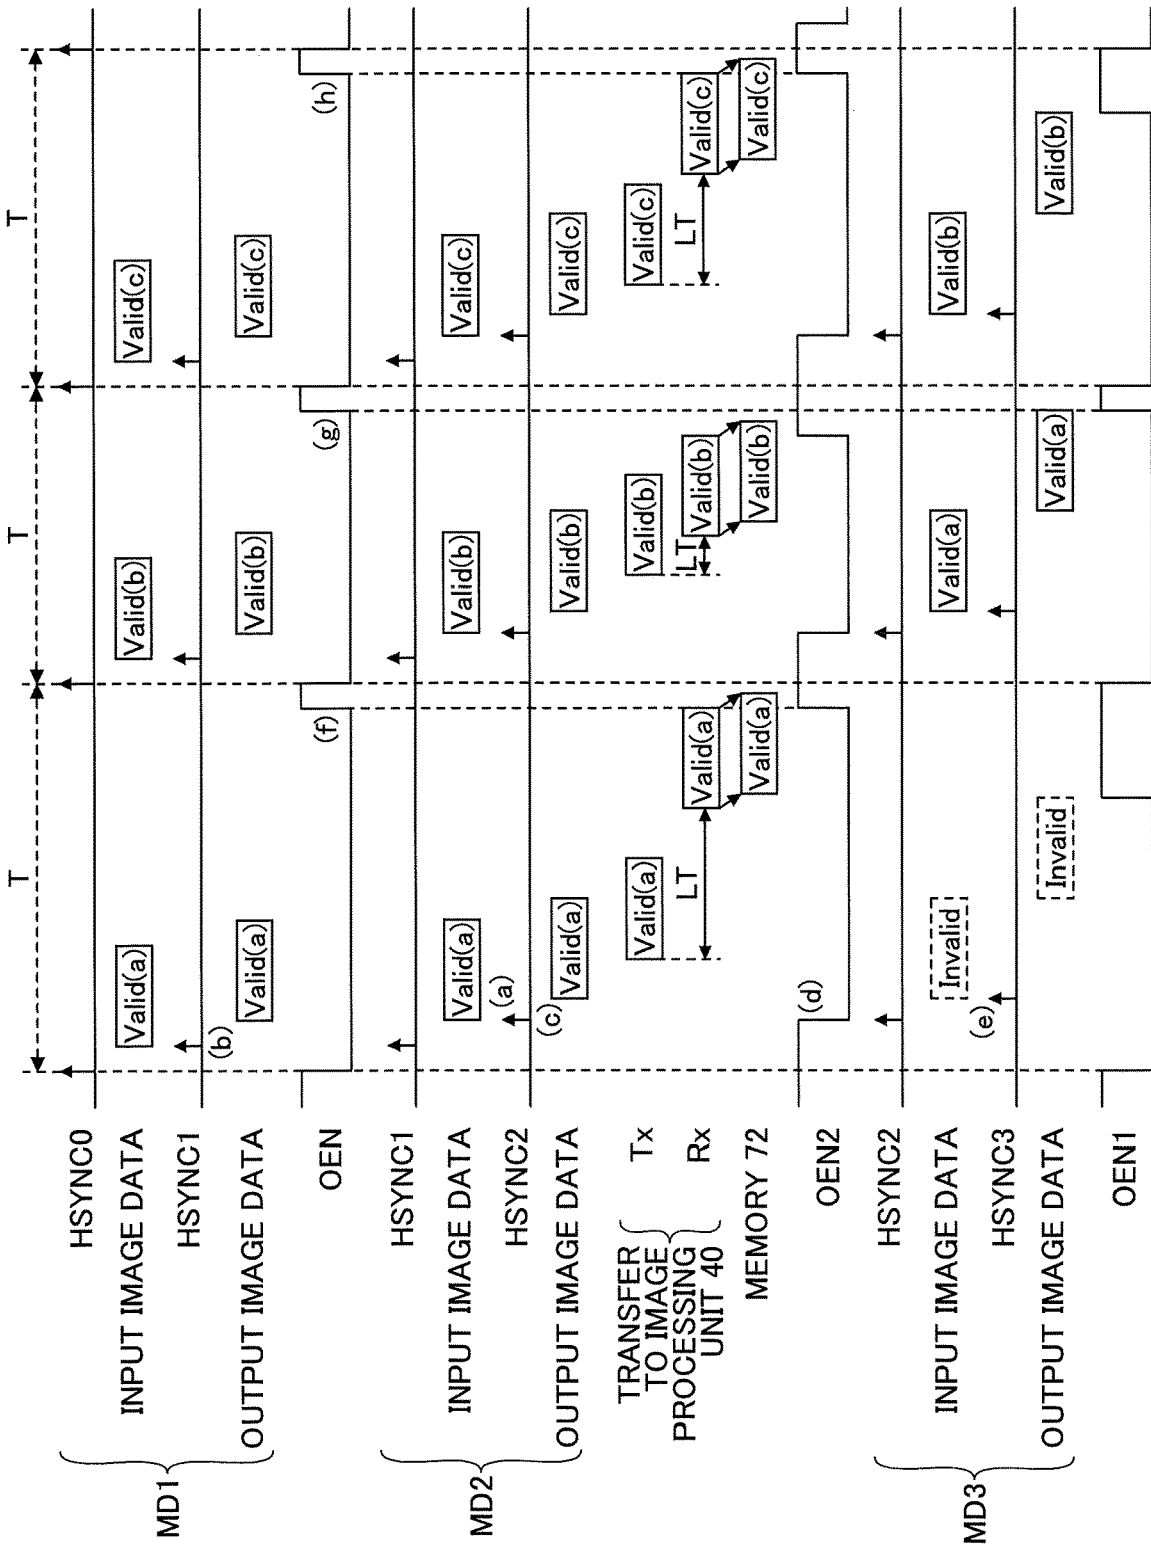 T T T
HSYNC0
INPUT IMAGE DATA Valid(a) Valid(b) Valid(c)
HSYNC1 (b)
OUTPUT IMAGE DATA Valid(a) Valid(b) Valid(c)
MD1
OEN (f) (g) (h)
HSYNC1
INPUT IMAGE DATA Valid(a) Valid(b) Valid(c)
(a)
HSYNC2 (c)
OUTPUT IMAGE DATA Valid(a) Valid(b) Valid(c)
MD2
TRANSFER
TO IMAGE
PROCESSING
UNIT 40
Tx Valid(a) Valid(b) Valid(c)
LT LT LT
Rx Valid(a) Valid(b) Valid(c)
MEMORY 72 Valid(a) Valid(b) Valid(c)
OEN2 (d)
HSYNC2
INPUT IMAGE DATA Invalid Valid(a) Valid(b)
HSYNC3 (e)
OUTPUT IMAGE DATA Invalid Valid(a) Valid(b)
MD3
OEN1